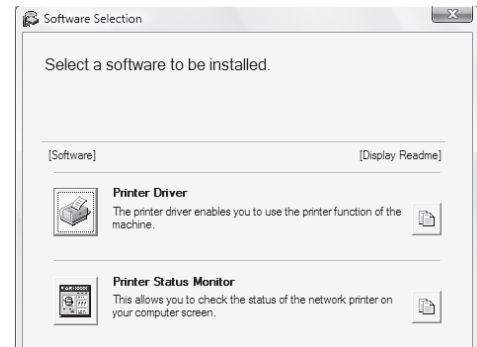 Software Selection
Select a software to be installed.
[Software] [Display Readme]
Printer Driver
The printer driver enables you to use the printer function of the
machine.
Printer Status Monitor
This allows you to check the status of the network printer on
your computer screen.